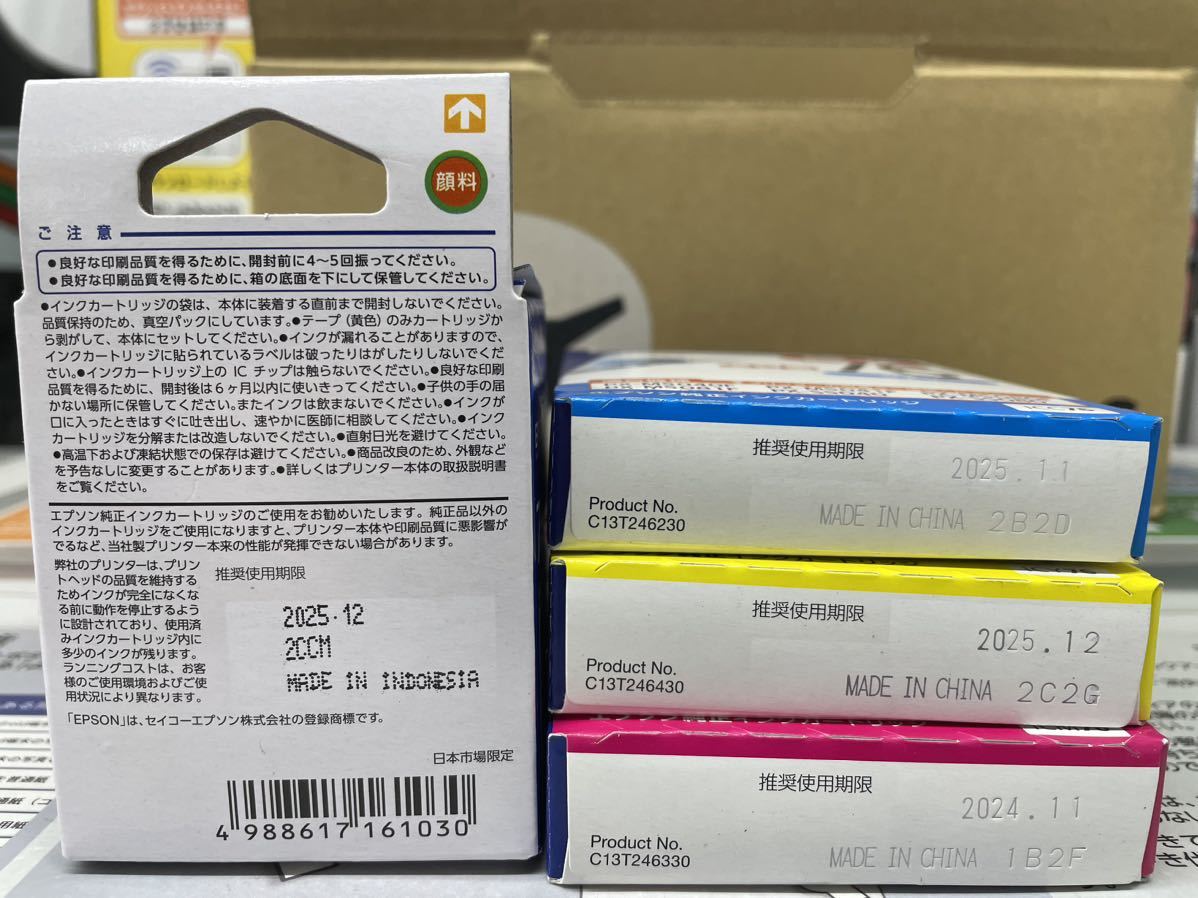 顔料
ご注意
●良好な印刷品質を得るために、開封前に4〜5回振ってください。
●良好な印刷品質を得るために、箱の底面を下にして保管してください。
●インクカートリッジの袋は、本体に装着する直前まで開封しないでください。
品質保持のため、真空パックにしています。●テープ（黄色）のみカートリッジか
ら剥がして、本体にセットしてください。●インクが漏れることがありますので、
インクカートリッジに貼られているラベルは破ったりはがしたりしないでくだ
さい。●インクカートリッジ上の IC チップは触らないでください。●良好な印刷
品質を得るために、開封後は6ヶ月以内に使いきってください。●子供の手の届
かない場所に保管してください。またインクは飲まないでください。●インクが
口に入ったときはすぐに吐き出し、速やかに医師に相談してください。●インク
カートリッジを分解または改造しないでください。●直射日光を避けてください。
●高温下および凍結状態での保存は避けてください。●商品改良のため、外観など
を予告なしに変更することがあります。●詳しくはプリンター本体の取扱説明書
をご覧ください。
エプソン純正インクカートリッジのご使用をお勧めいたします。純正品以外の
インクカートリッジをご使用になりますと、プリンター本体や印刷品質に悪影響が
でるなど、当社製プリンター本来の性能が発揮できない場合があります。
弊社のプリンターは、プリン
トヘッドの品質を維持する
ためインクが完全になくな
る前に動作を停止するよう
に設計されており、使用済
みインクカートリッジ内に
多少のインクが残ります。
ランニングコストは、お客
様のご使用環境およびご使
用状況により異なります。
推奨使用期限
2025.12
2CCM
MADE IN INDONESIA
「EPSON」は、セイコーエプソン株式会社の登録商標です。
日本市場限定
4 988617 161030
推奨使用期限
2025.11
Product No.
C13T246230
MADE IN CHINA 2B2D
推奨使用期限
2025.12
Product No.
C13T246430
MADE IN CHINA 2C2G
推奨使用期限
2024.11
Product No.
C13T246330
MADE IN CHINA 1B2F